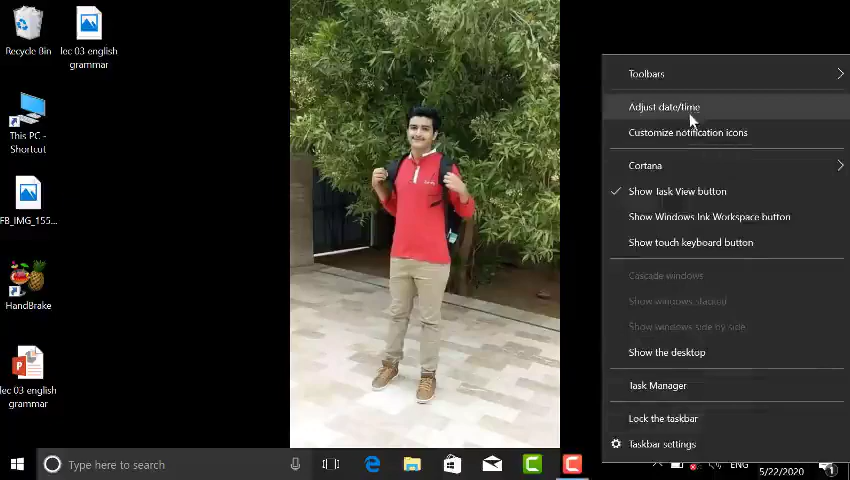 Recycle Bin
lec 03 english
grammar
This PC -
Shortcut
FB_IMG_155...
HandBrake
lec 03 english
grammar
Toolbars
Adjust date/time
Customize notification icons
Cortana
Show Task View button
Show Windows Ink Workspace button
Show touch keyboard button
Cascade windows
Show windows stacked
Show windows side by side
Show the desktop
Task Manager
Lock the taskbar
Taskbar settings
Type here to search
ENG
5/22/2020
1